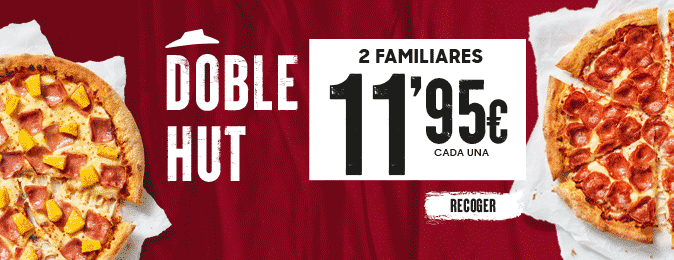 DOBLE
HUT
2 FAMILIARES
11'95€
CADA UNA
RECOGER